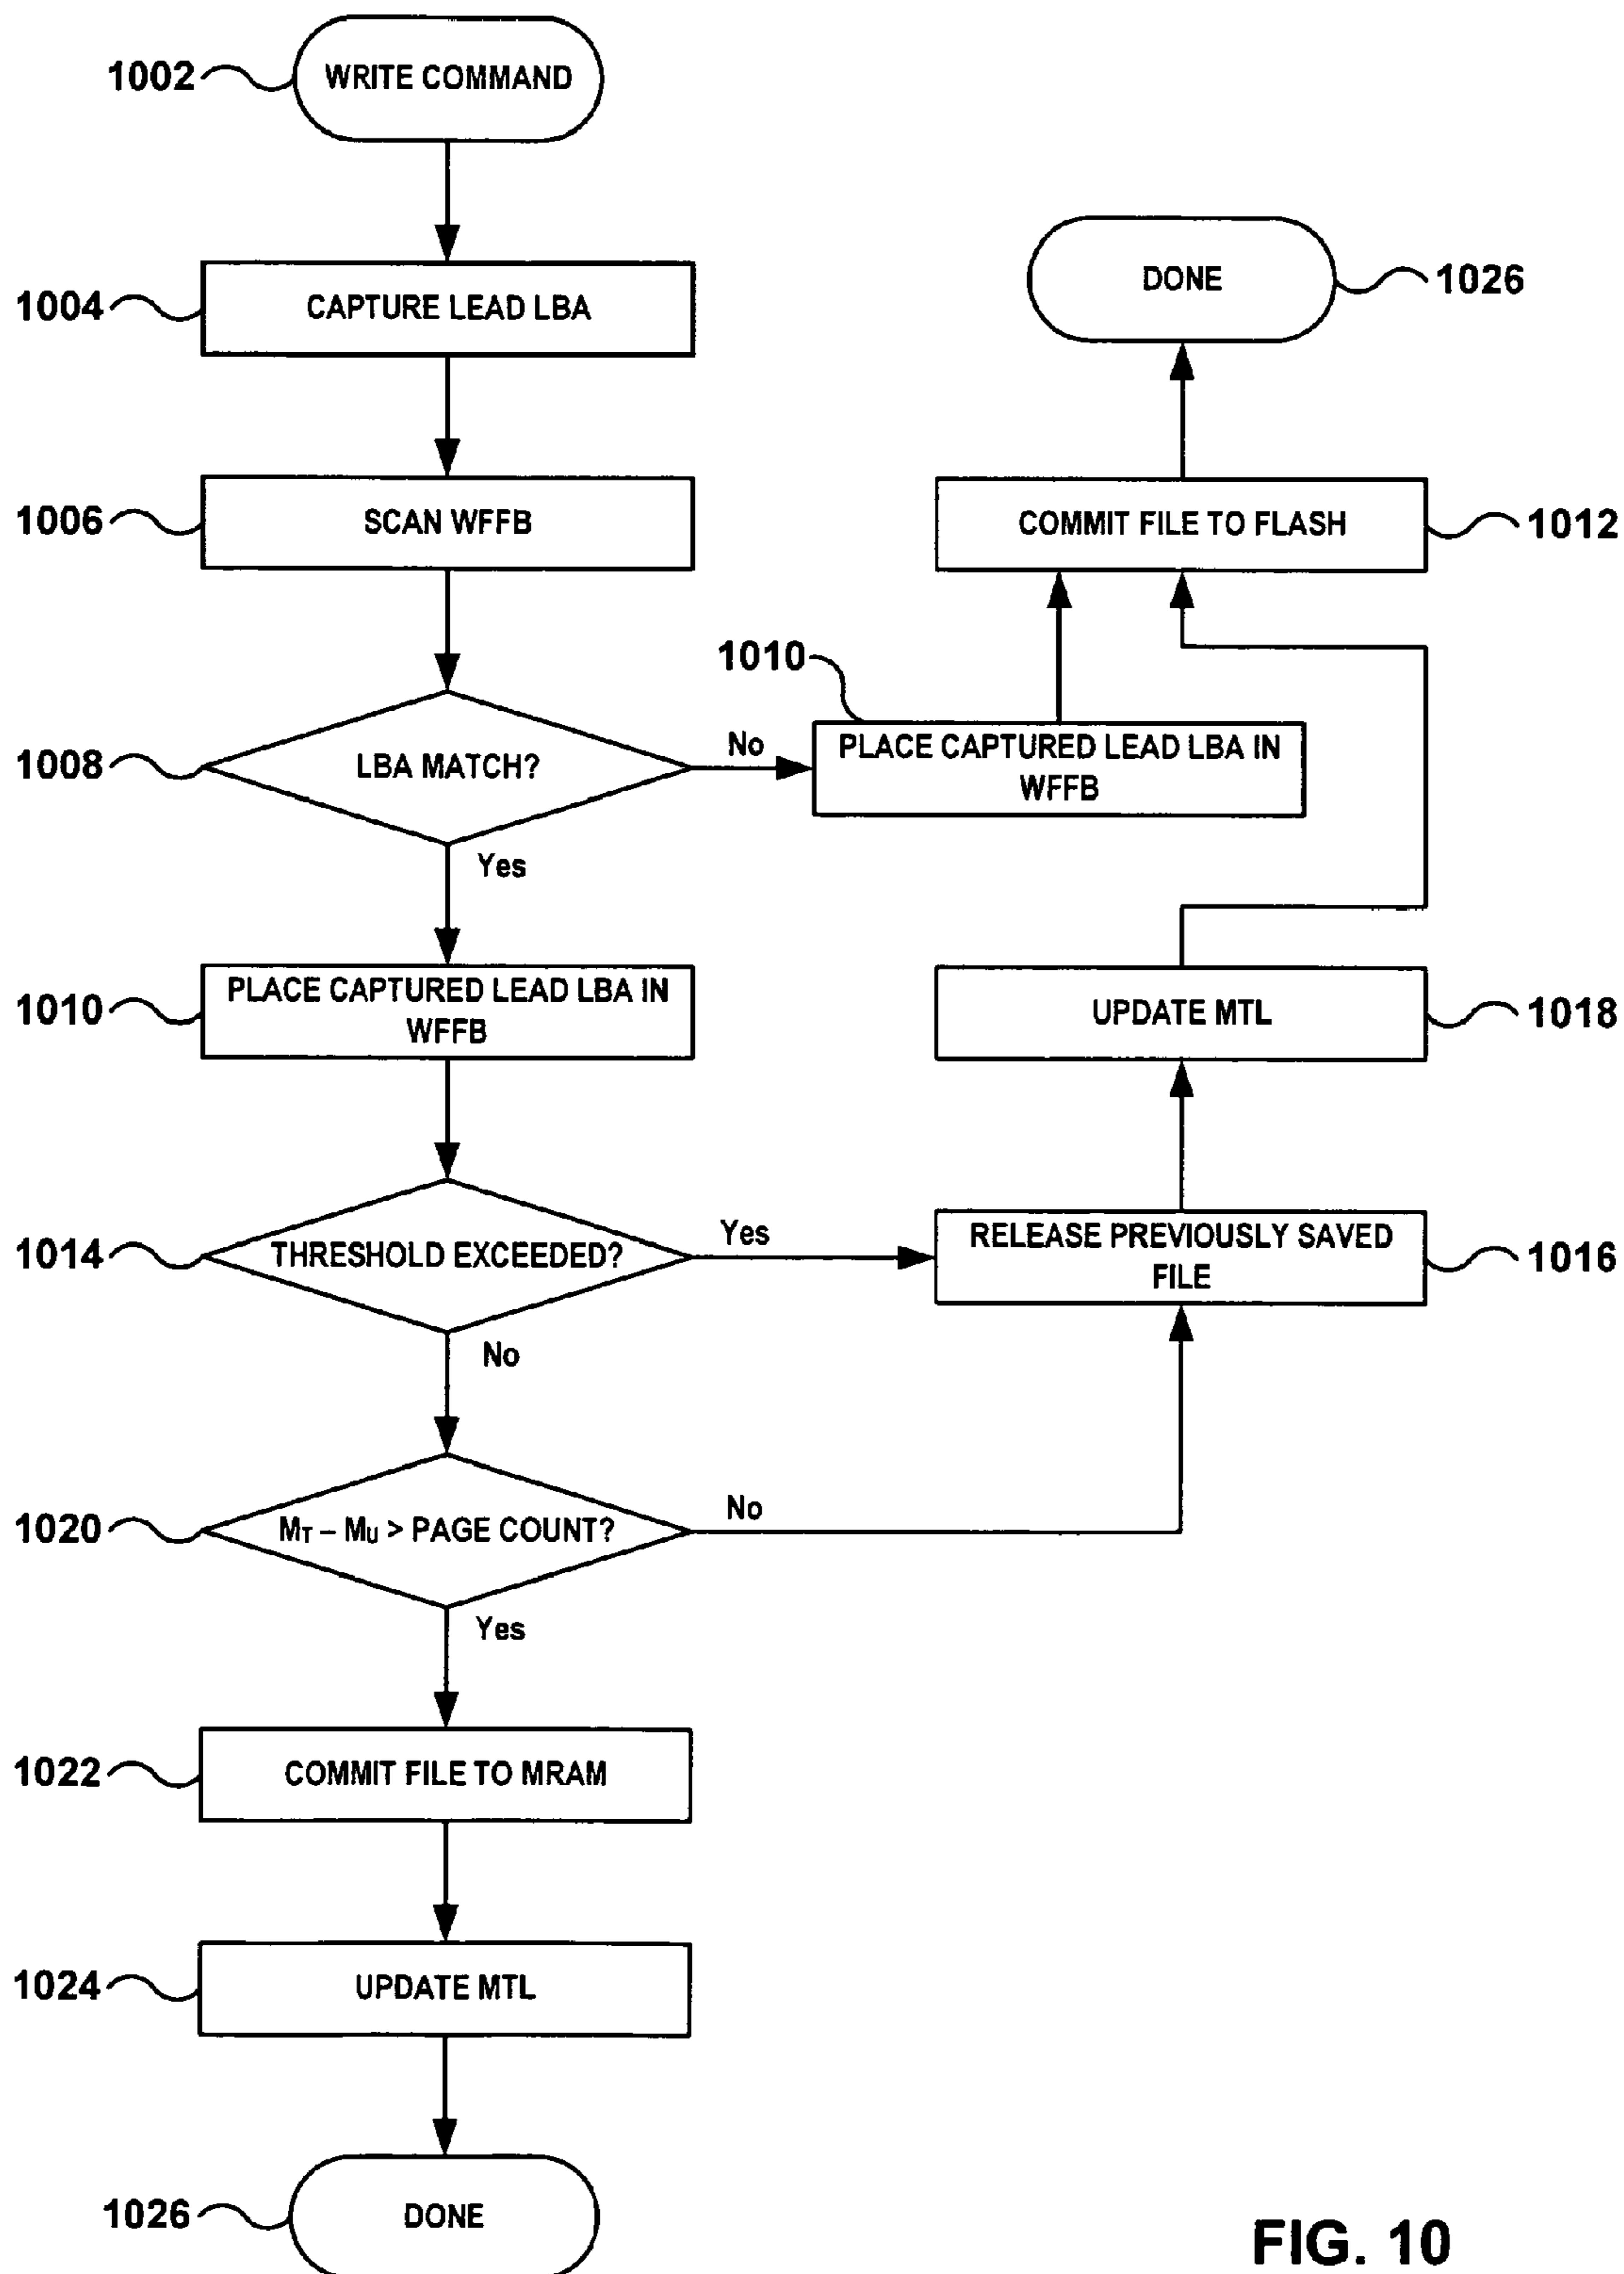 1002
WRITE COMMAND
1004
CAPTURE LEAD LBA
DONE
1026
1006
SCAN WFFB
COMMIT FILE TO FLASH
1012
1010
1008
LBA MATCH?
No
PLACE CAPTURED LEAD LBA IN
WFFB
Yes
1010
PLACE CAPTURED LEAD LBA IN
WFFB
UPDATE MTL
1018
1014
THRESHOLD EXCEEDED?
Yes
RELEASE PREVIOUSLY SAVED
FILE
1016
No
1020
MT – MU > PAGE COUNT?
No
Yes
1022
COMMIT FILE TO MRAM
1024
UPDATE MTL
1026
DONE
FIG. 10